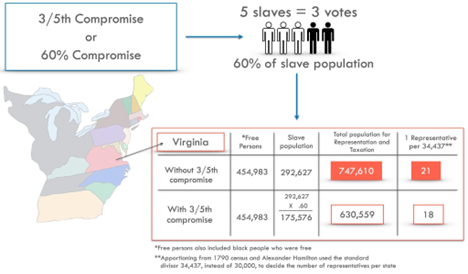 3/5th Compromise
or
60% Compromise
5 slaves = 3 votes
60% of slave population
Virginia
*Free
Persons
Slave
population
Total population for
Representation and
Taxation
1 Representative
per 34,437**
Without 3/5th
compromise
454,983
292,627
747,610
21
With 3/5th
compromise
454,983
292,627
X .60
175,576
630,559
18
*Free persons also included black people who were free
**Apportioning from 1790 census and Alexander Hamilton used the standard
divisor 34,437, instead of 30,000, to decide the number of representatives per state